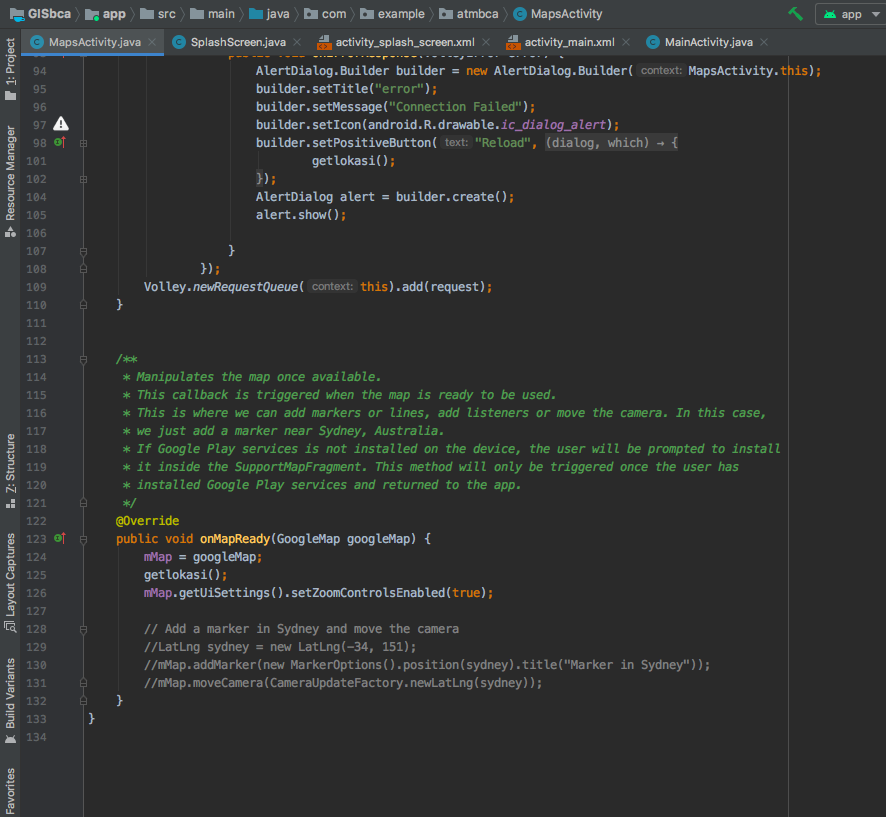 GISbca app src main java com example atmbca MapsActivity app
MapsActivity.java SplashScreen.java activity_splash_screen.xml activity_main.xml MainActivity.java
1: Project
Resource Manager
Z: Structure
Layout Captures
Build Variants
Favorites
94 AlertDialog.Builder builder = new AlertDialog.Builder( context: MapsActivity.this);
95 builder.setTitle("error");
96 builder.setMessage("Connection Failed");
97 builder.setIcon(android.R.drawable.ic_dialog_alert);
98 builder.setPositiveButton( text: "Reload", (dialog, which) → {
101 getlokasi();
102 });
104 AlertDialog alert = builder.create();
105 alert.show();
106
107 }
108 });
109 Volley.newRequestQueue( context: this).add(request);
110 }
111
112
113 /**
114 * Manipulates the map once available.
115 * This callback is triggered when the map is ready to be used.
116 * This is where we can add markers or lines, add listeners or move the camera. In this case,
117 * we just add a marker near Sydney, Australia.
118 * If Google Play services is not installed on the device, the user will be prompted to install
119 * it inside the SupportMapFragment. This method will only be triggered once the user has
120 * installed Google Play services and returned to the app.
121 */
122 @Override
123 public void onMapReady(GoogleMap googleMap) {
124 mMap = googleMap;
125 getlokasi();
126 mMap.getUiSettings().setZoomControlsEnabled(true);
127
128 // Add a marker in Sydney and move the camera
129 //LatLng sydney = new LatLng(-34, 151);
130 //mMap.addMarker(new MarkerOptions().position(sydney).title("Marker in Sydney"));
131 //mMap.moveCamera(CameraUpdateFactory.newLatLng(sydney));
132 }
133 }
134